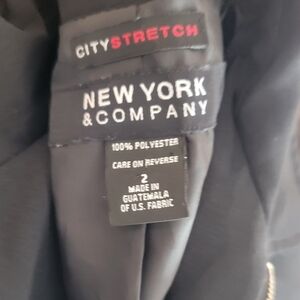 CITYSTRETCH
NEW YORK
& COMPANY
100% POLYESTER
CARE ON REVERSE
2
MADE IN
GUATEMALA
OF U.S. FABRIC